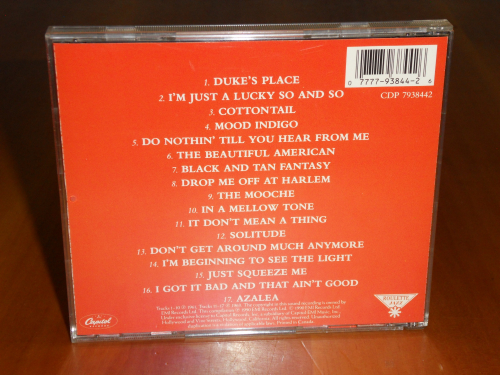 0 7777-93844-2 6
CDP 7938442
1. DUKE'S PLACE
2. I'M JUST A LUCKY SO AND SO
3. COTTONTAIL
4. MOOD INDIGO
5. DO NOTHIN' TILL YOU HEAR FROM ME
6. THE BEAUTIFUL AMERICAN
7. BLACK AND TAN FANTASY
8. DROP ME OFF AT HARLEM
9. THE MOOCHE
10. IN A MELLOW TONE
11. IT DON'T MEAN A THING
12. SOLITUDE
13. DON'T GET AROUND MUCH ANYMORE
14. I'M BEGINNING TO SEE THE LIGHT
15. JUST SQUEEZE ME
16. I GOT IT BAD AND THAT AIN'T GOOD
17. AZALEA
Capitol
ROULETTE
JAZZ